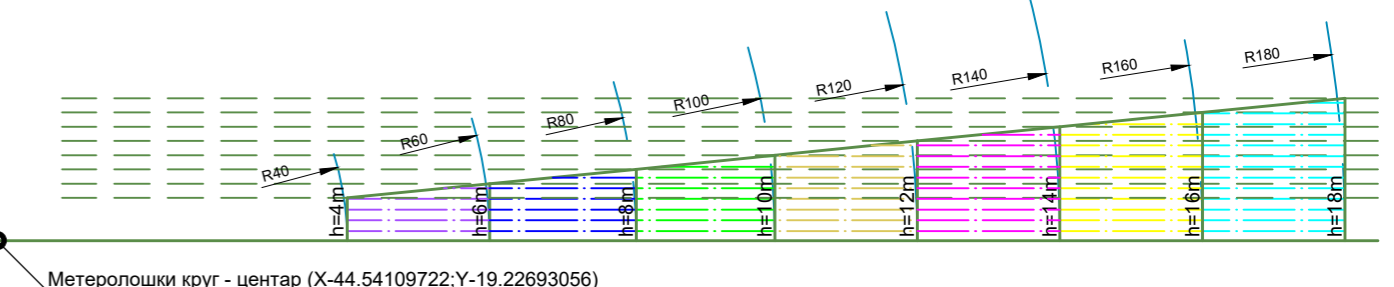 R40
R60
R80
R100
R120
R140
R160
R180
h=4m
h=6m
h=8m
h=10m
h=12m
h=14m
h=16m
h=18m
Метеролошки круг - центар (X-44.54109722;Y-19.22693056)